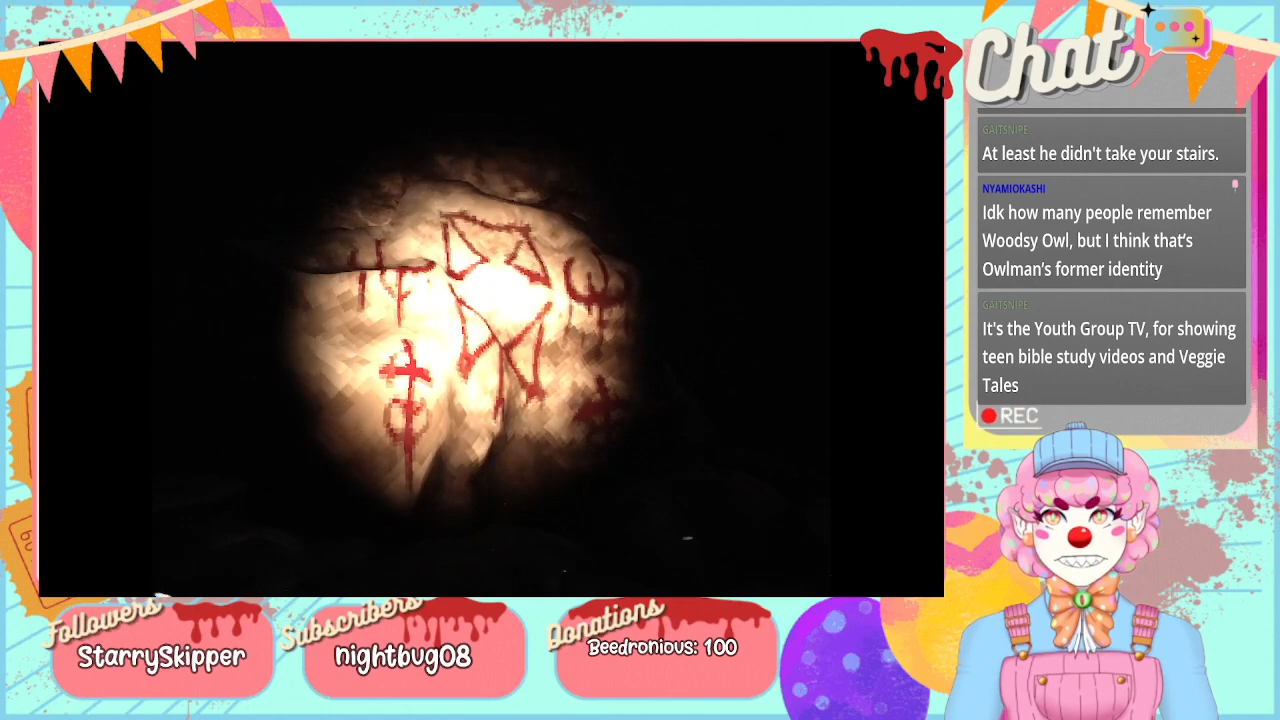 Chat
GAITSNIPE
At least he didn't take your stairs.
NYAMIOKASHI
Idk how many people remember
Woodsy Owl, but I think that's
Owlman's former identity
GAITSNIPE
It's the Youth Group TV, for showing
teen bible study videos and Veggie
Tales
REC
Followers
StarrySkipper
Subscribers
nightbug08
Donations
Beedronious: 100